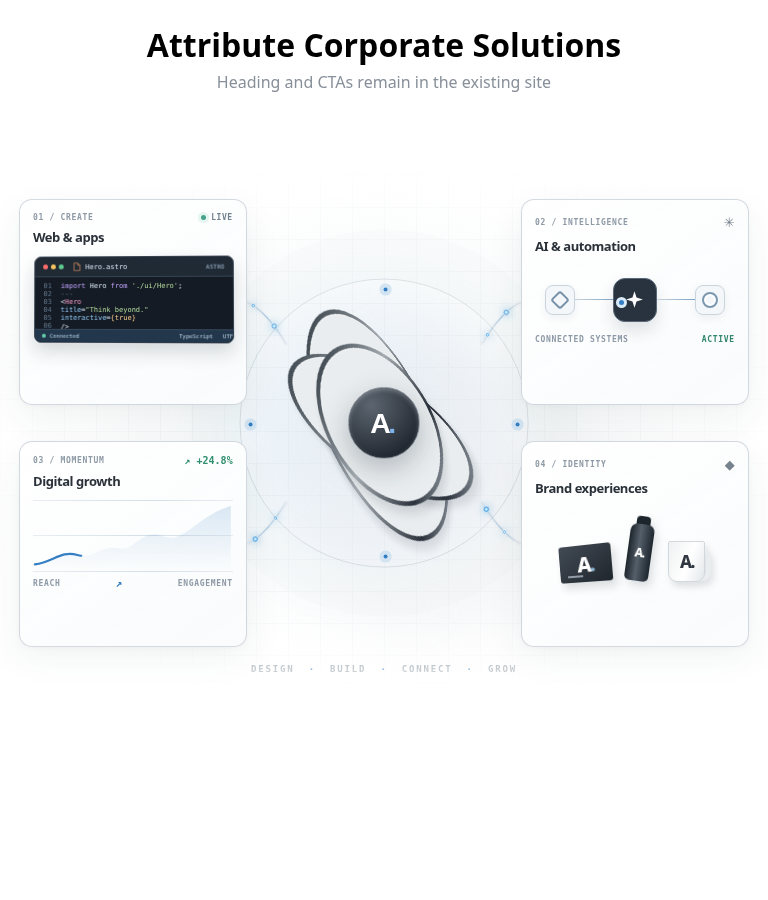 Attribute Corporate Solutions
Heading and CTAs remain in the existing site
01 / CREATE
LIVE
Web & apps
Hero.astro
ASTRO
01 import Hero from './ui/Hero';
02 ---
03 <Hero
04 title="Think beyond."
05 interactive={true}
06 />
Connected
TypeScript
UTF
02 / INTELLIGENCE
AI & automation
CONNECTED SYSTEMS
ACTIVE
A.
03 / MOMENTUM
↗ +24.8%
Digital growth
REACH
↗
ENGAGEMENT
04 / IDENTITY
Brand experiences
A.
A.
A.
DESIGN · BUILD · CONNECT · GROW